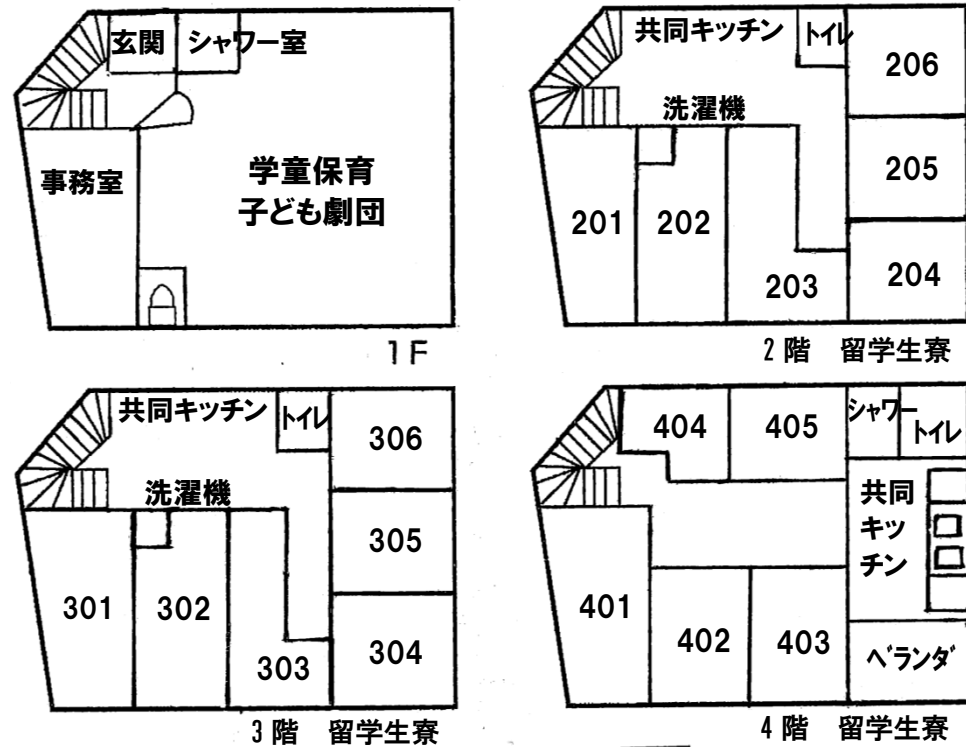 玄関 シャワー室
事務室
学童保育
子ども劇団
1F
共同キッチン トイレ
洗濯機
206
205
201 202
204
203
2階 留学生寮
共同キッチン トイレ
洗濯機
306
305
301 302
304
303
3階 留学生寮
404 405
シャワー
トイレ
共同
キッ
チン
401
402 403
ベランダ
4階 留学生寮